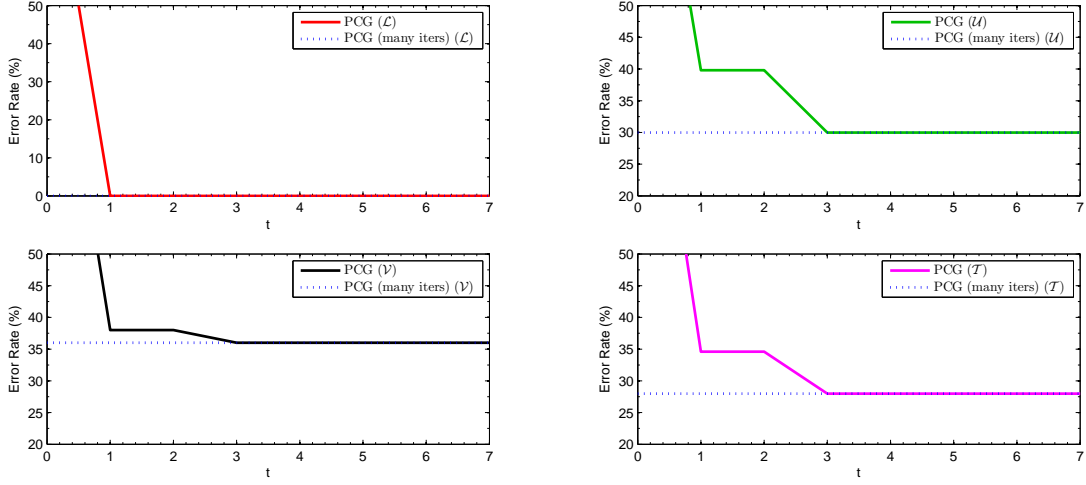 PCG (ℒ)
PCG (many iters) (ℒ)
Error Rate (%)
50
40
30
20
10
0
0 1 2 3 4 5 6 7
t
PCG (𝒰)
PCG (many iters) (𝒰)
Error Rate (%)
50
45
40
35
30
25
20
0 1 2 3 4 5 6 7
t
PCG (𝒱)
PCG (many iters) (𝒱)
Error Rate (%)
50
45
40
35
30
25
20
0 1 2 3 4 5 6 7
t
PCG (𝒯)
PCG (many iters) (𝒯)
Error Rate (%)
50
45
40
35
30
25
20
0 1 2 3 4 5 6 7
t